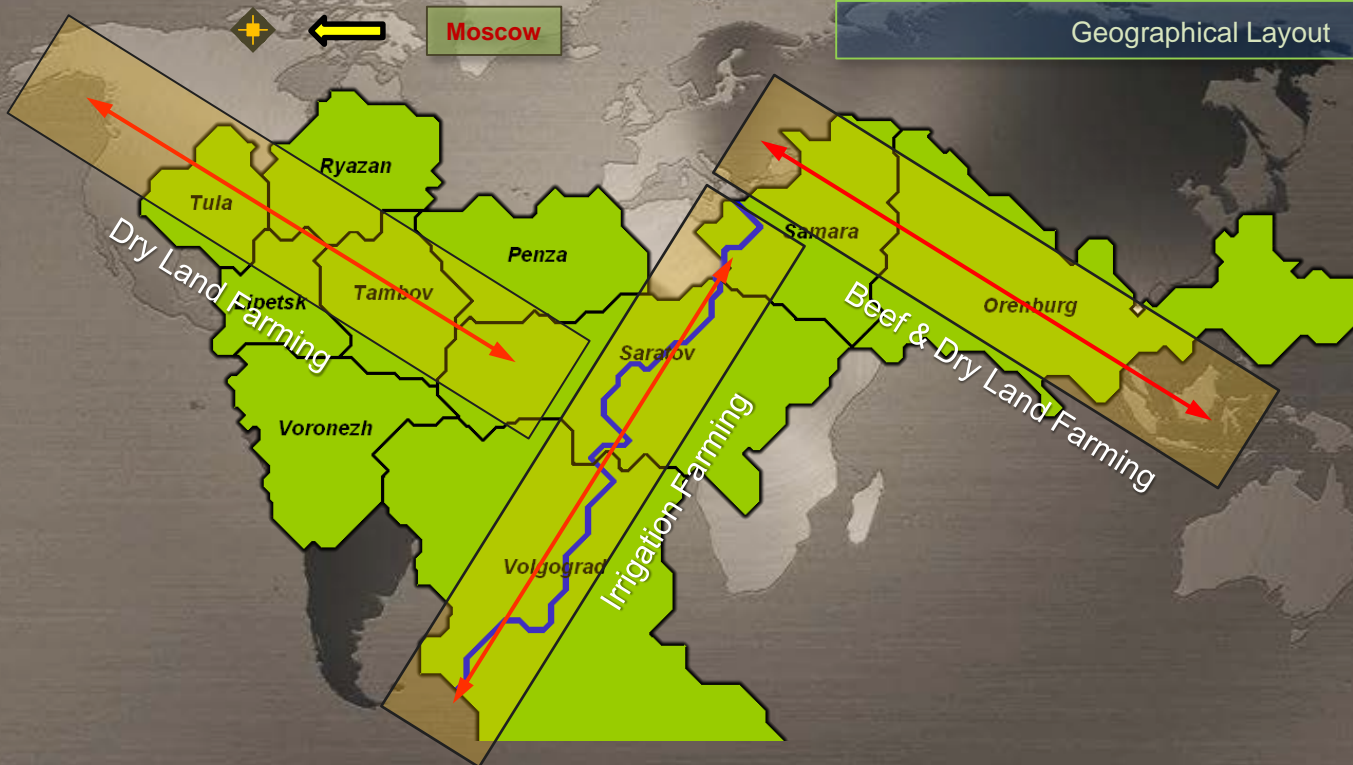 Moscow
Geographical Layout
Ryazan
Tula
Penza
Samara
Lipetsk
Tambov
Orenburg
Dry Land Farming
Saratov
Beef & Dry Land Farming
Voronezh
Irrigation Farming
Volgograd